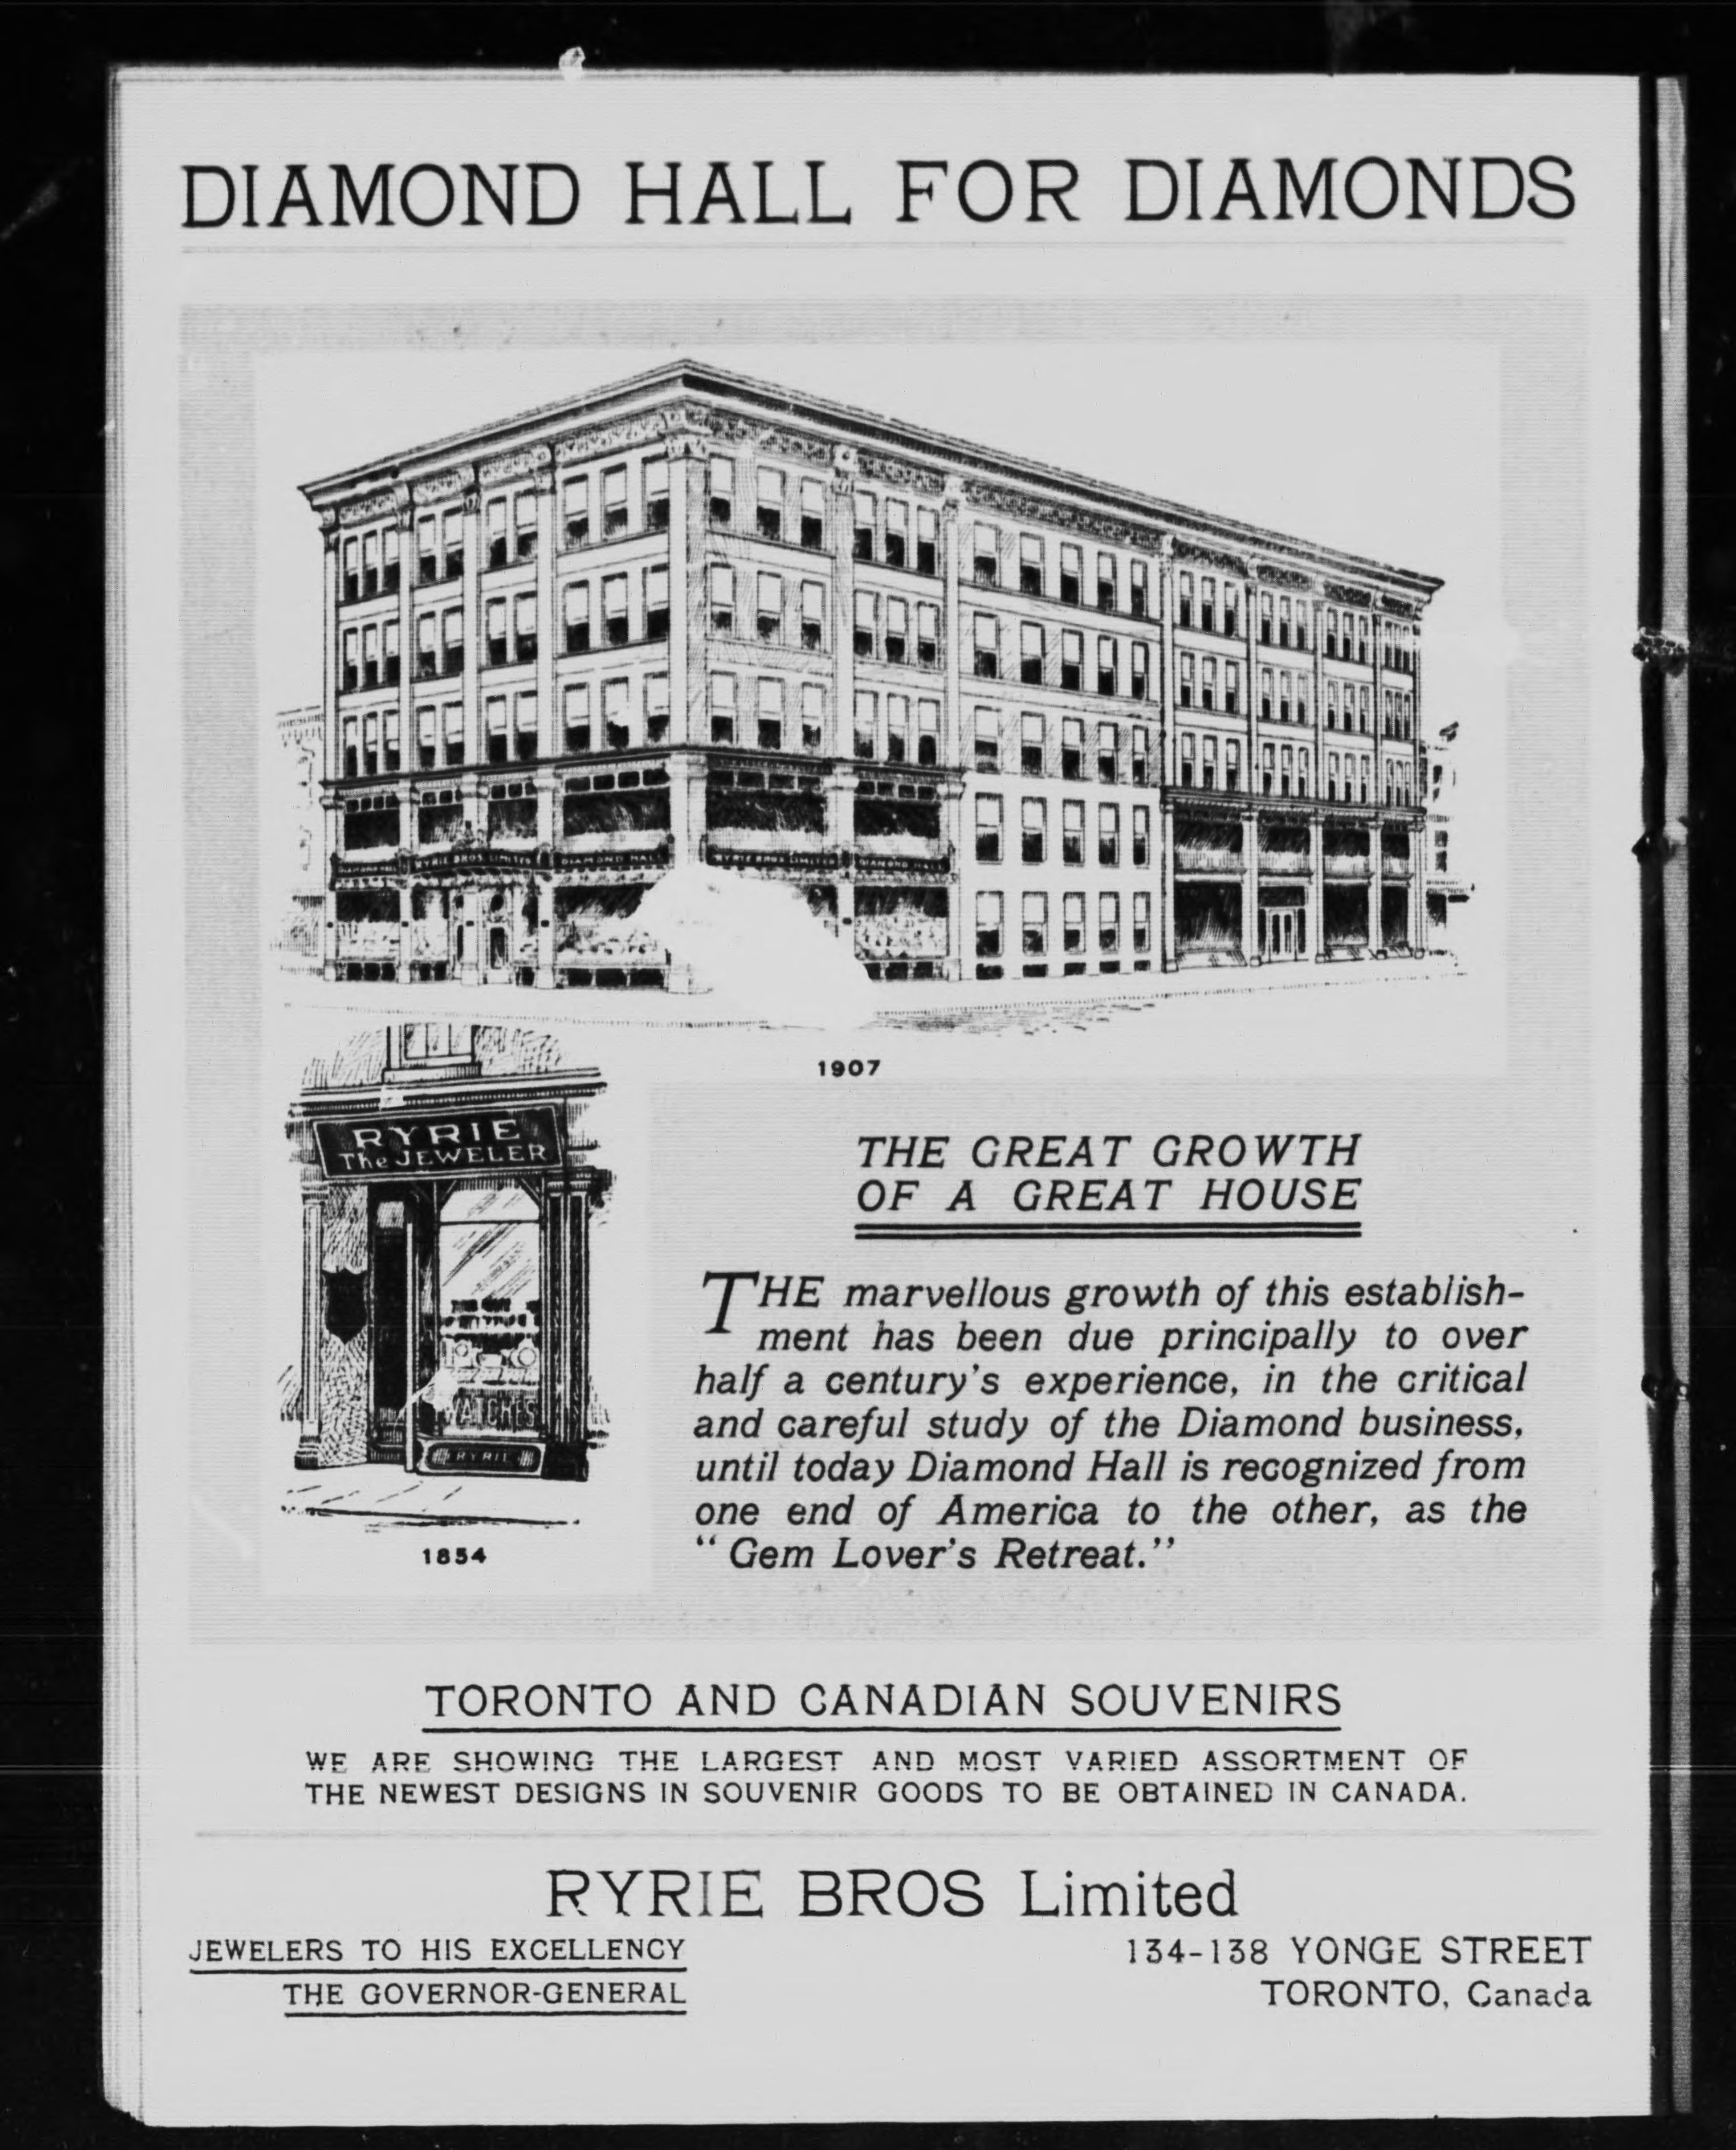 DIAMOND HALL FOR DIAMONDS
DIAMOND HALL
RYRIE BROS LIMITED
DIAMOND HALL
RYRIE BROS LIMITED
DIAMOND HALL
1907
RYRIE
The JEWELER
WATCHES
RYRIE
1854
THE GREAT GROWTH
OF A GREAT HOUSE
THE marvellous growth of this establish-
ment has been due principally to over
half a century's experience, in the critical
and careful study of the Diamond business,
until today Diamond Hall is recognized from
one end of America to the other, as the
“Gem Lover's Retreat.”
TORONTO AND CANADIAN SOUVENIRS
WE ARE SHOWING THE LARGEST AND MOST VARIED ASSORTMENT OF
THE NEWEST DESIGNS IN SOUVENIR GOODS TO BE OBTAINED IN CANADA.
RYRIE BROS Limited
JEWELERS TO HIS EXCELLENCY
THE GOVERNOR-GENERAL
134-138 YONGE STREET
TORONTO, Canada